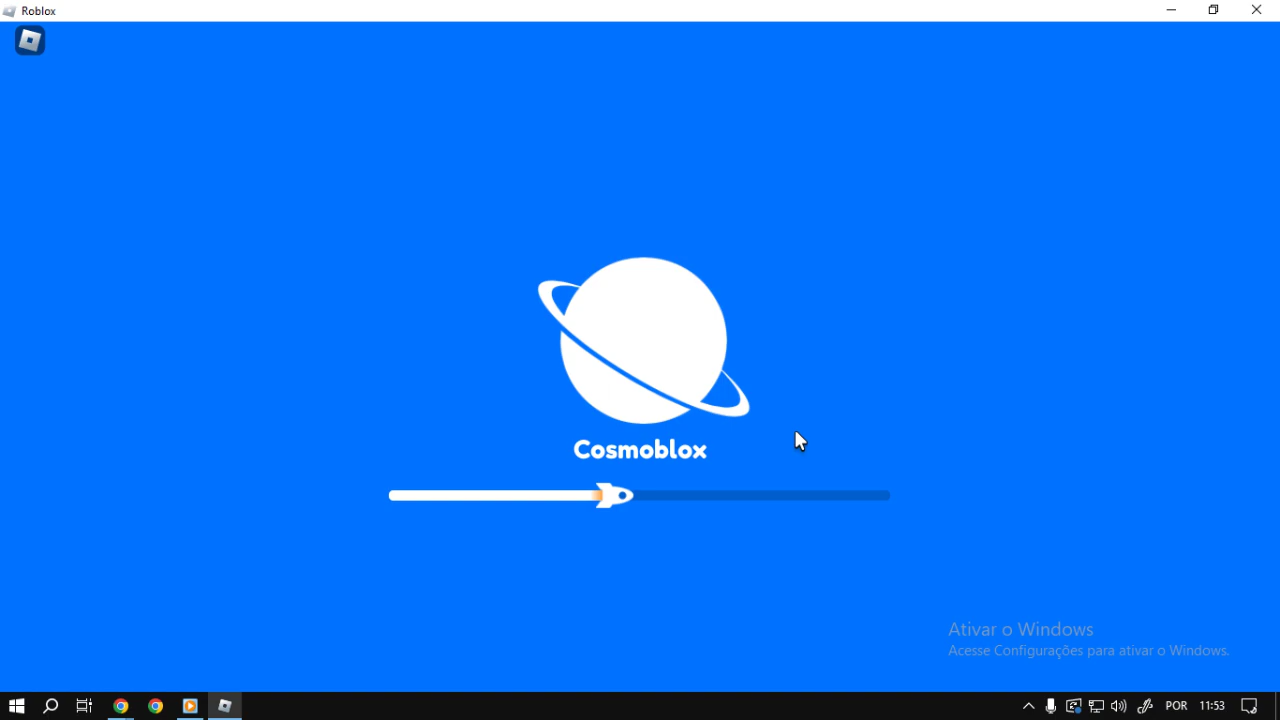 Roblox
Cosmoblox
Ativar o Windows
Acesse Configurações para ativar o Windows.
POR
11:53